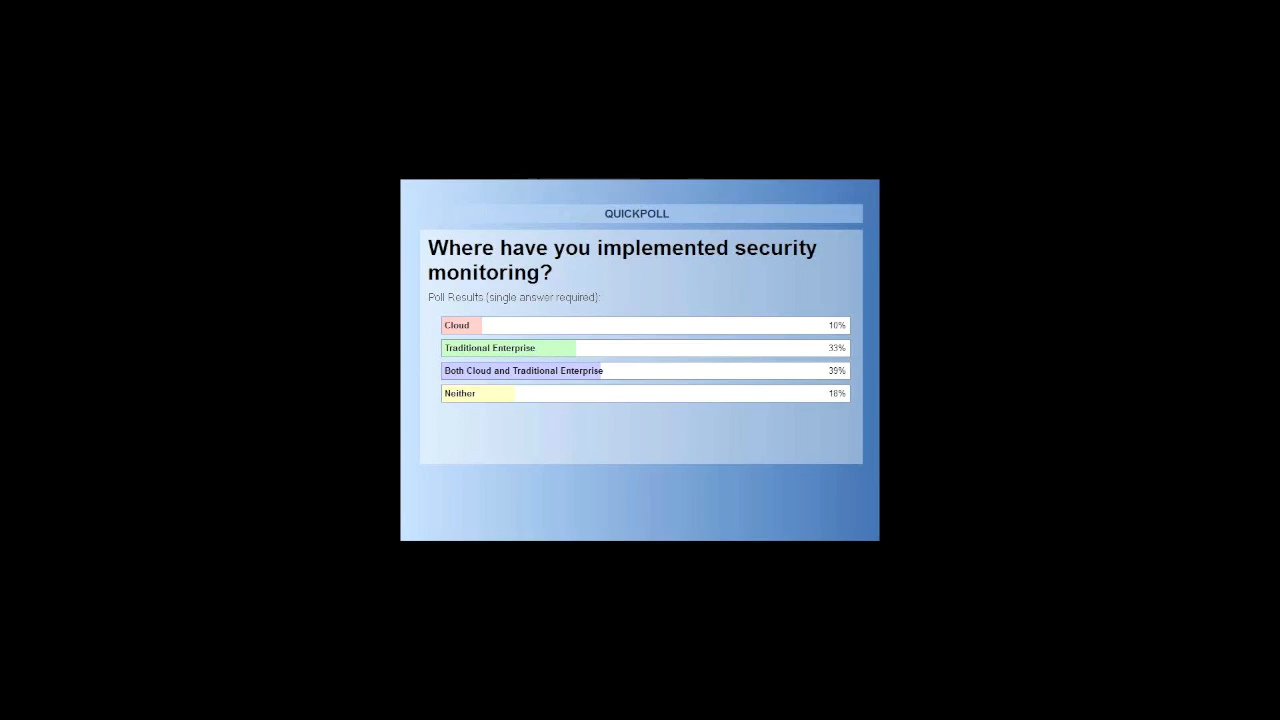 QUICKPOLL
Where have you implemented security
monitoring?
Poll Results (single answer required):
Cloud 10%
Traditional Enterprise 33%
Both Cloud and Traditional Enterprise 39%
Neither 18%